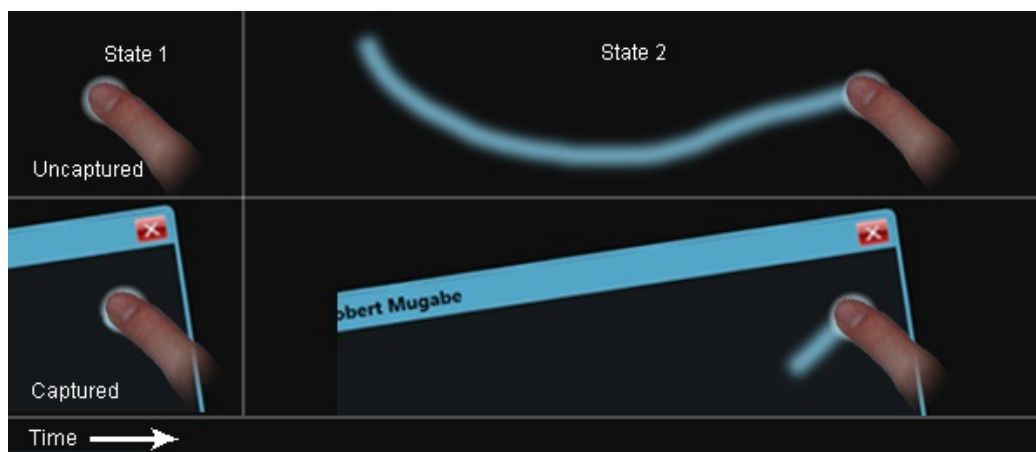 State 1
State 2
Uncaptured
obert Mugabe
Captured
Time